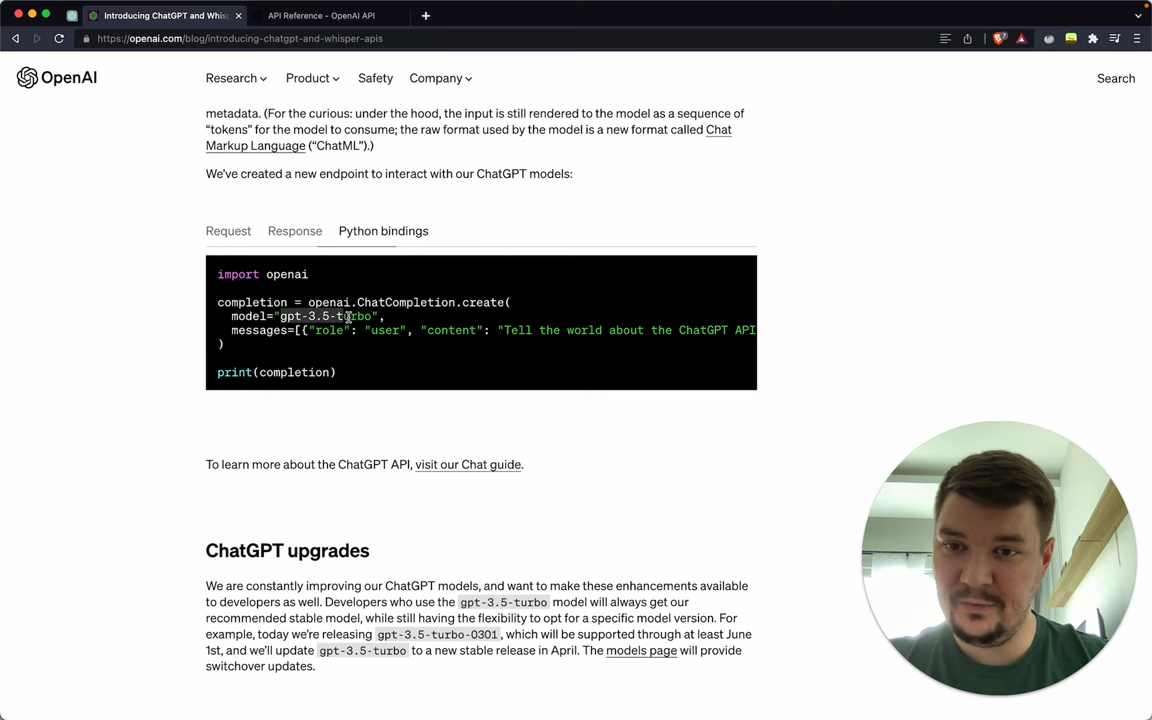 Introducing ChatGPT and Whisp
API Reference - OpenAI API
https://openai.com/blog/introducing-chatgpt-and-whisper-apis
OpenAI
Research
Product
Safety
Company
Search
metadata. (For the curious: under the hood, the input is still rendered to the model as a sequence of
“tokens” for the model to consume; the raw format used by the model is a new format called Chat
Markup Language (“ChatML”).)
We’ve created a new endpoint to interact with our ChatGPT models:
Request
Response
Python bindings
import openai
completion = openai.ChatCompletion.create(
model="gpt-3.5-turbo",
messages=[{"role": "user", "content": "Tell the world about the ChatGPT API
)
print(completion)
To learn more about the ChatGPT API, visit our Chat guide.
ChatGPT upgrades
We are constantly improving our ChatGPT models, and want to make these enhancements available
to developers as well. Developers who use the gpt-3.5-turbo model will always get our
recommended stable model, while still having the flexibility to opt for a specific model version. For
example, today we’re releasing gpt-3.5-turbo-0301, which will be supported through at least June
1st, and we’ll update gpt-3.5-turbo to a new stable release in April. The models page will provide
switchover updates.